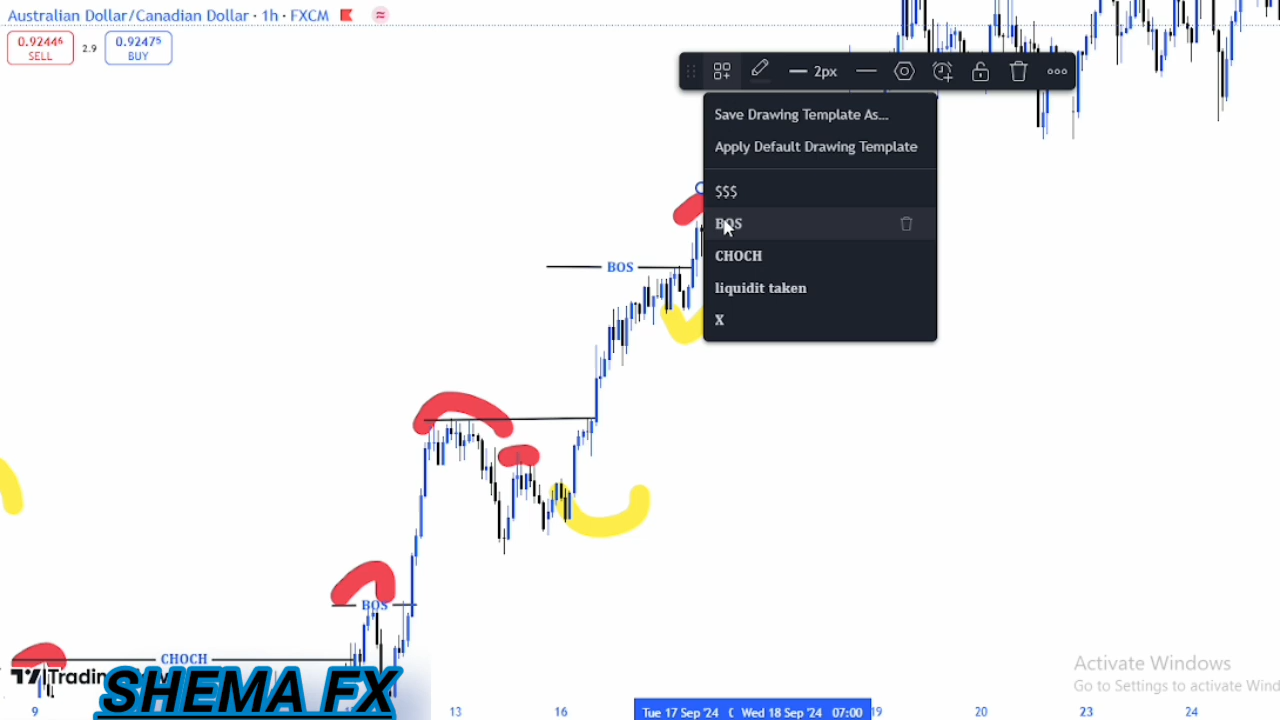 Australian Dollar/Canadian Dollar · 1h · FXCM
0.92446
SELL
2.9
0.92475
BUY
2px
Save Drawing Template As...
Apply Default Drawing Template
$$$
BOS
CHOCH
liquidit taken
X
BOS
BOS
CHOCH
SHEMA FX
Activate Windows
Go to Settings to activate Wind
9
13
16
Tue 17 Sep '24
Wed 18 Sep '24 07:00
19
20
23
24